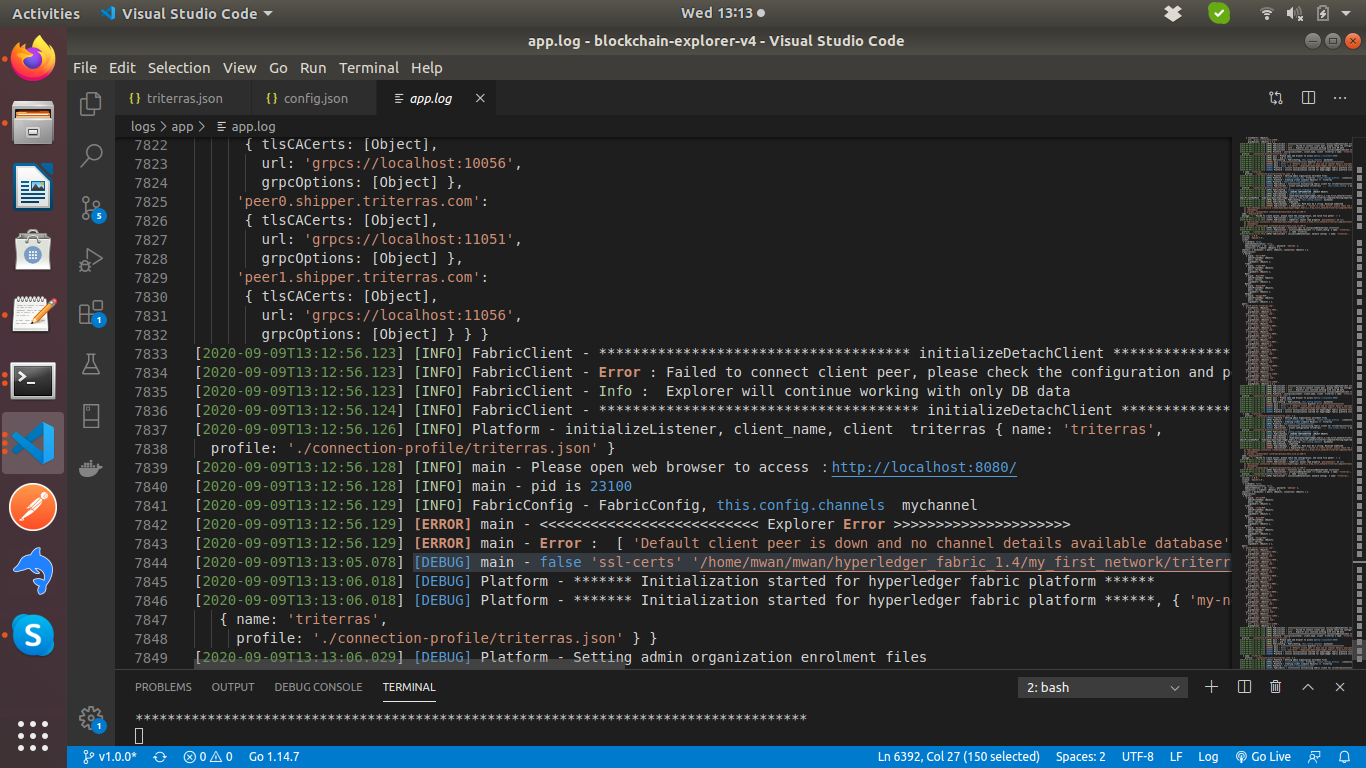 Activities
Visual Studio Code
Wed 13:13
app.log - blockchain-explorer-v4 - Visual Studio Code
File Edit Selection View Go Run Terminal Help
{} triterras.json
{} config.json
app.log
logs > app > app.log
7822 { tlsCACerts: [Object],
7823 url: 'grpcs://localhost:10056',
7824 grpcOptions: [Object] },
7825 'peer0.shipper.triterras.com':
7826 { tlsCACerts: [Object],
7827 url: 'grpcs://localhost:11051',
7828 grpcOptions: [Object] },
7829 'peer1.shipper.triterras.com':
7830 { tlsCACerts: [Object],
7831 url: 'grpcs://localhost:11056',
7832 grpcOptions: [Object] } } }
7833 [2020-09-09T13:12:56.123] [INFO] FabricClient - ************************************* initializeDetachClient **************
7834 [2020-09-09T13:12:56.123] [INFO] FabricClient - Error : Failed to connect client peer, please check the configuration and p
7835 [2020-09-09T13:12:56.123] [INFO] FabricClient - Info : Explorer will continue working with only DB data
7836 [2020-09-09T13:12:56.124] [INFO] FabricClient - ************************************** initializeDetachClient *************
7837 [2020-09-09T13:12:56.126] [INFO] Platform - initializeListener, client_name, client triterras { name: 'triterras',
7838 profile: './connection-profile/triterras.json' }
7839 [2020-09-09T13:12:56.128] [INFO] main - Please open web browser to access : http://localhost:8080/
7840 [2020-09-09T13:12:56.128] [INFO] main - pid is 23100
7841 [2020-09-09T13:12:56.129] [INFO] FabricConfig - FabricConfig, this.config.channels mychannel
7842 [2020-09-09T13:12:56.129] [ERROR] main - <<<<<<<<<<<<<<<<<<<<<<<<<< Explorer Error >>>>>>>>>>>>>>>>>>>>>
7843 [2020-09-09T13:12:56.129] [ERROR] main - Error : [ 'Default client peer is down and no channel details available database'
7844 [2020-09-09T13:13:05.078] [DEBUG] main - false 'ssl-certs' '/home/mwan/mwan/hyperledger_fabric_1.4/my_first_network/triterr
7845 [2020-09-09T13:13:06.018] [DEBUG] Platform - ******* Initialization started for hyperledger fabric platform ******
7846 [2020-09-09T13:13:06.018] [DEBUG] Platform - ******* Initialization started for hyperledger fabric platform ******, { 'my-n
7847 { name: 'triterras',
7848 profile: './connection-profile/triterras.json' } }
7849 [2020-09-09T13:13:06.029] [DEBUG] Platform - Setting admin organization enrolment files
PROBLEMS OUTPUT DEBUG CONSOLE TERMINAL
2: bash
************************************************************************************
v1.0.0* 0 0 Go 1.14.7
Ln 6392, Col 27 (150 selected) Spaces: 2 UTF-8 LF Log Go Live
5
1
1